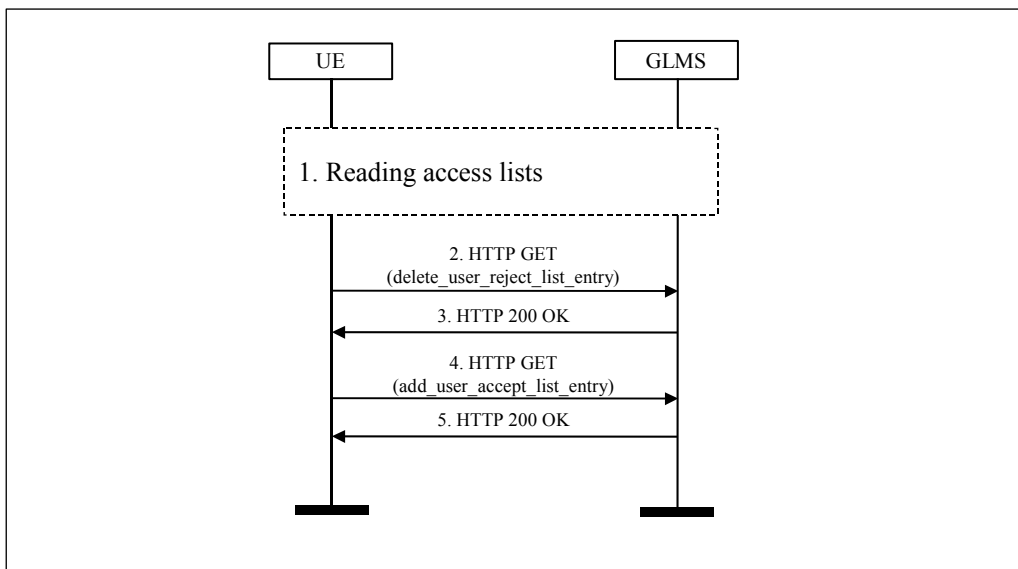 UE
GLMS
1. Reading access lists
2. HTTP GET
(delete_user_reject_list_entry)
3. HTTP 200 OK
4. HTTP GET
(add_user_accept_list_entry)
5. HTTP 200 OK